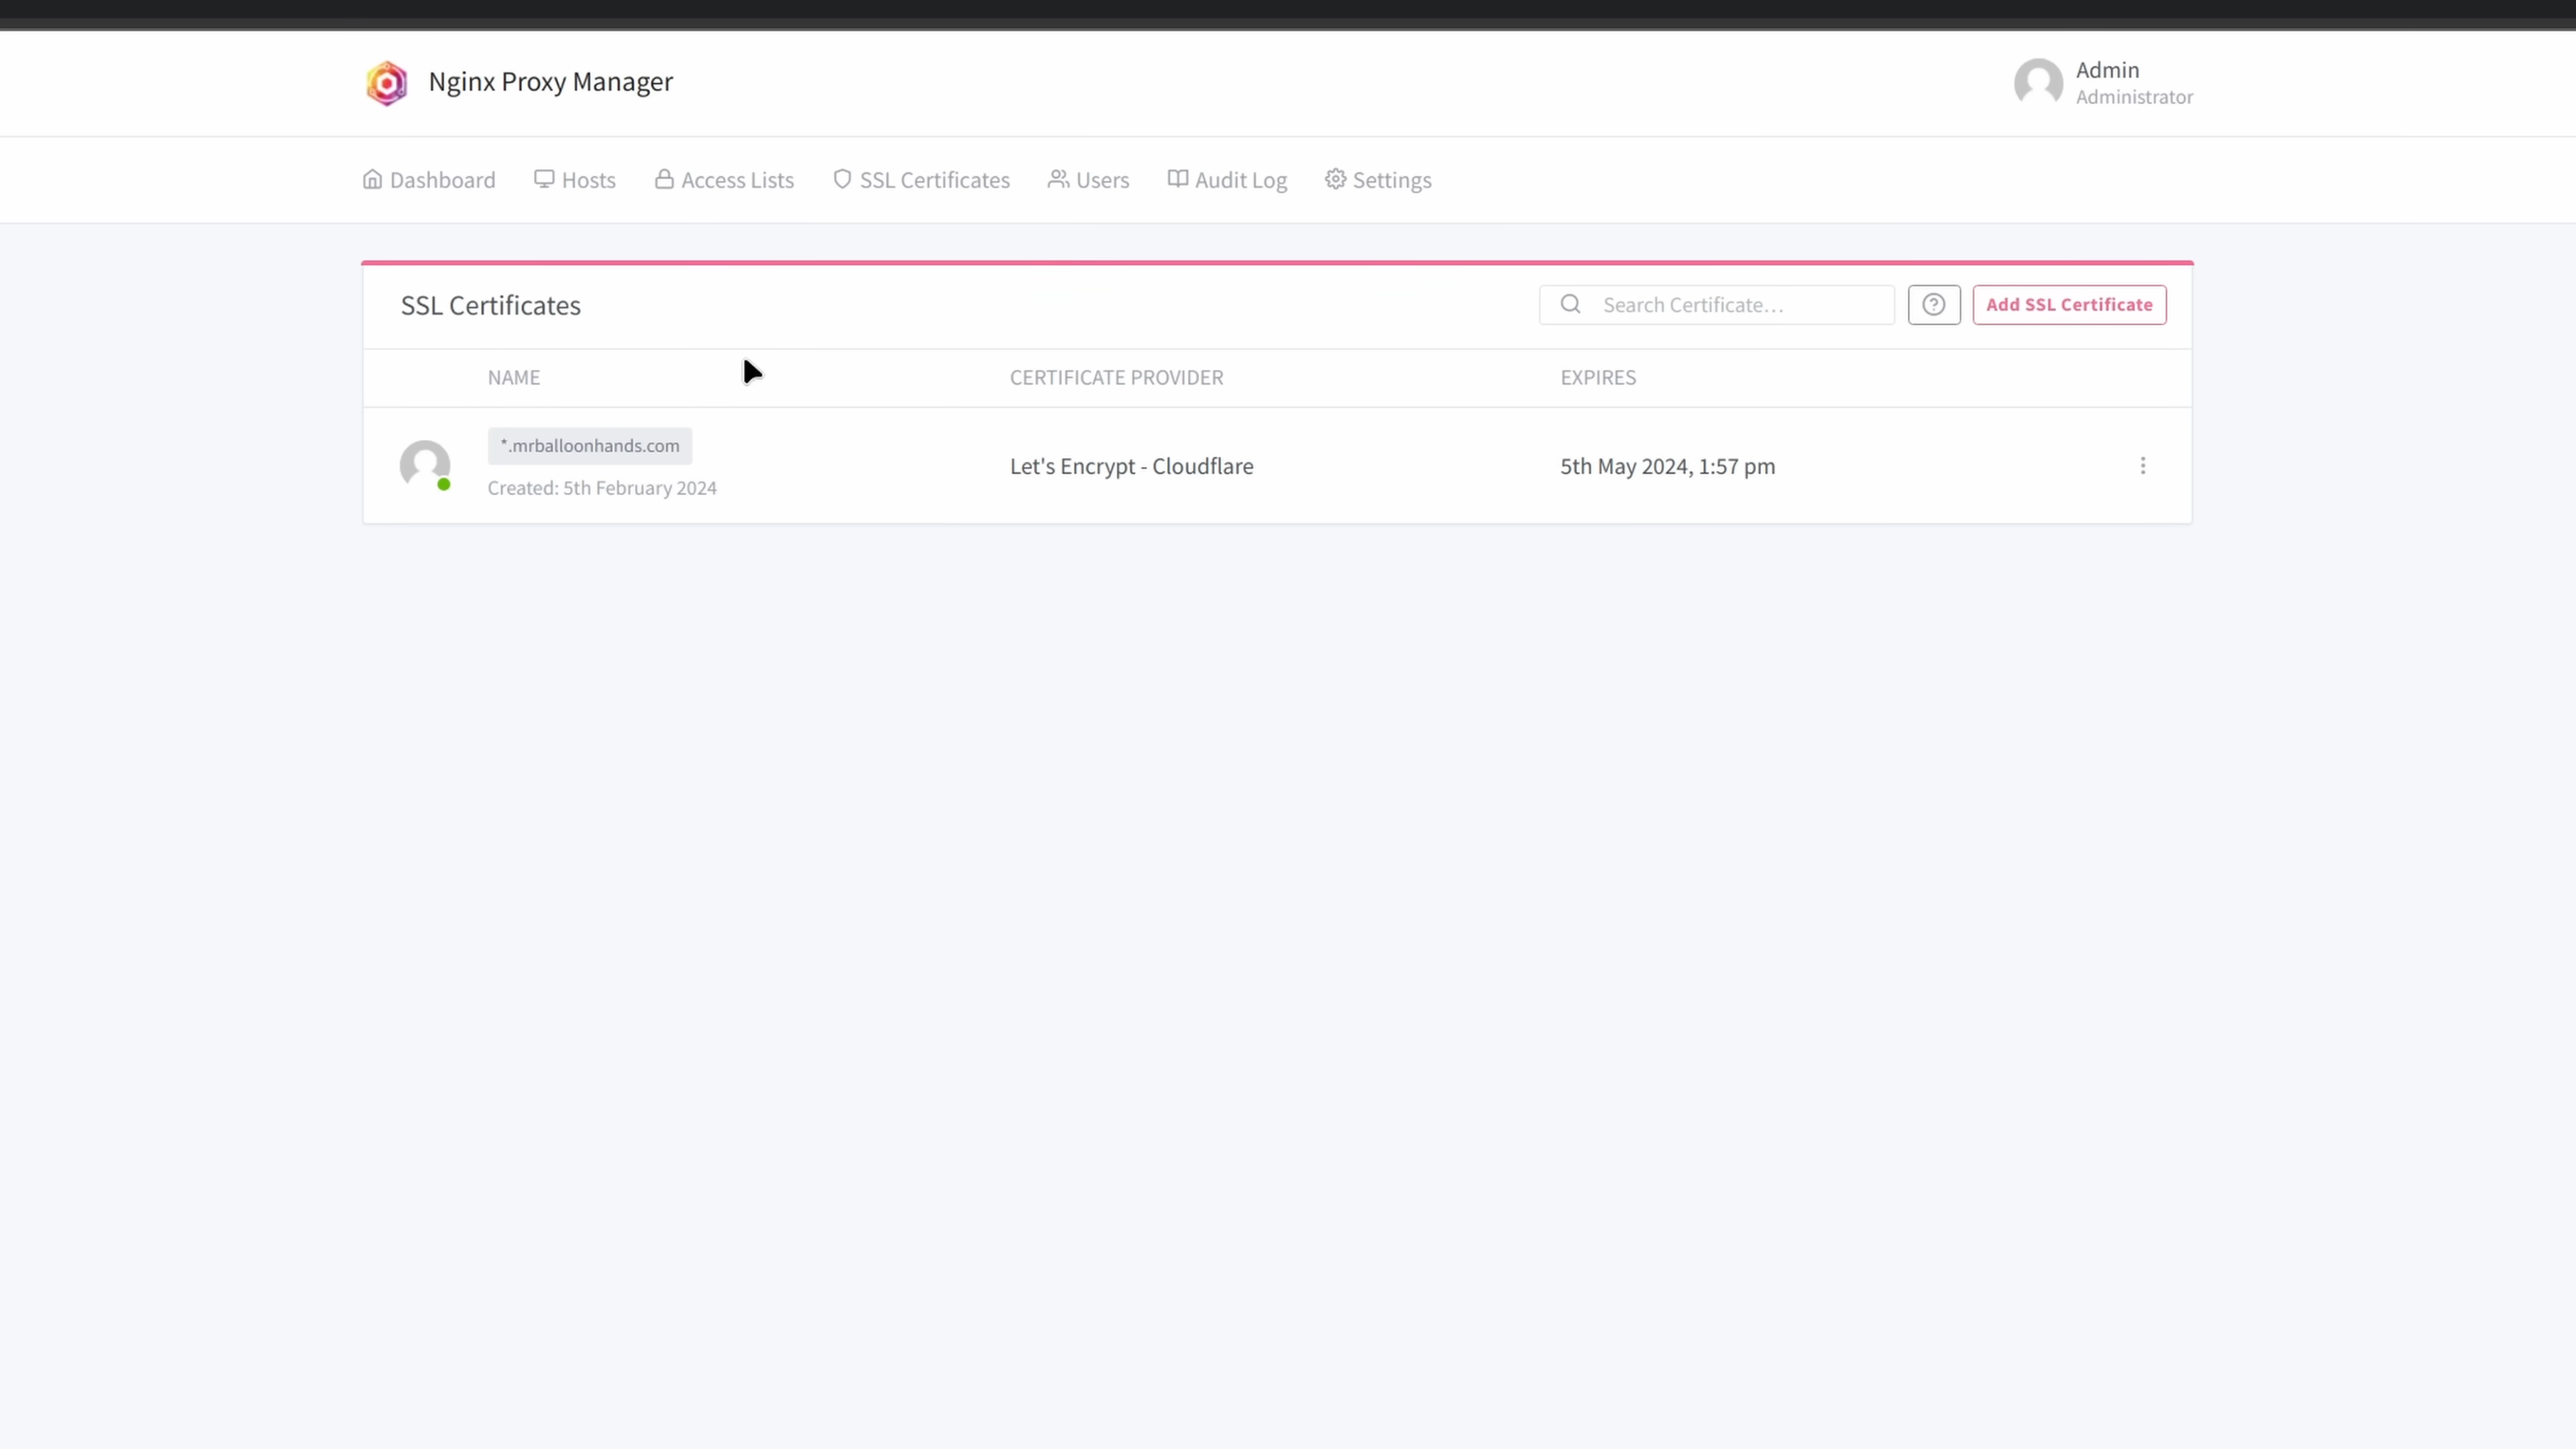 Nginx Proxy Manager
Admin
Administrator
Dashboard Hosts Access Lists SSL Certificates Users Audit Log Settings
SSL Certificates
Search Certificate…
Add SSL Certificate
NAME CERTIFICATE PROVIDER EXPIRES
*.mrballoonhands.com
Created: 5th February 2024
Let's Encrypt - Cloudflare
5th May 2024, 1:57 pm